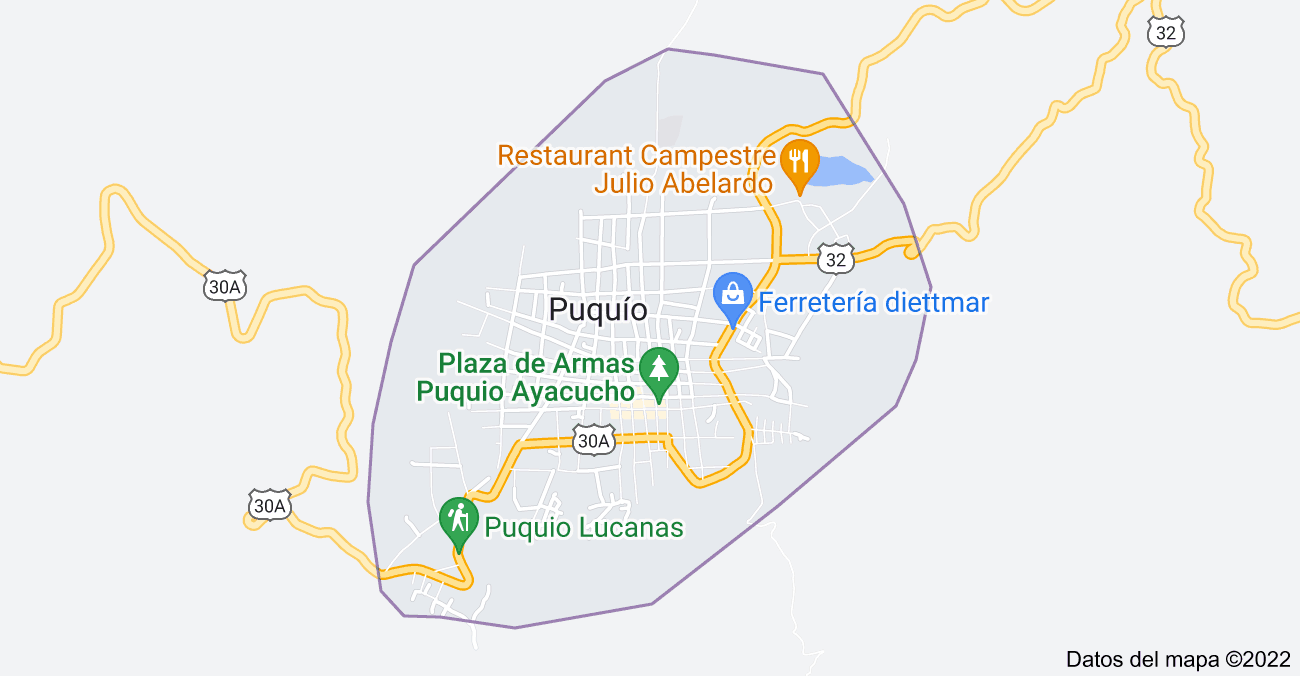 32
Restaurant Campestre
Julio Abelardo
32
30A
Puquío
Ferretería diettmar
Plaza de Armas
Puquio Ayacucho
30A
30A
Puquio Lucanas
Datos del mapa ©2022